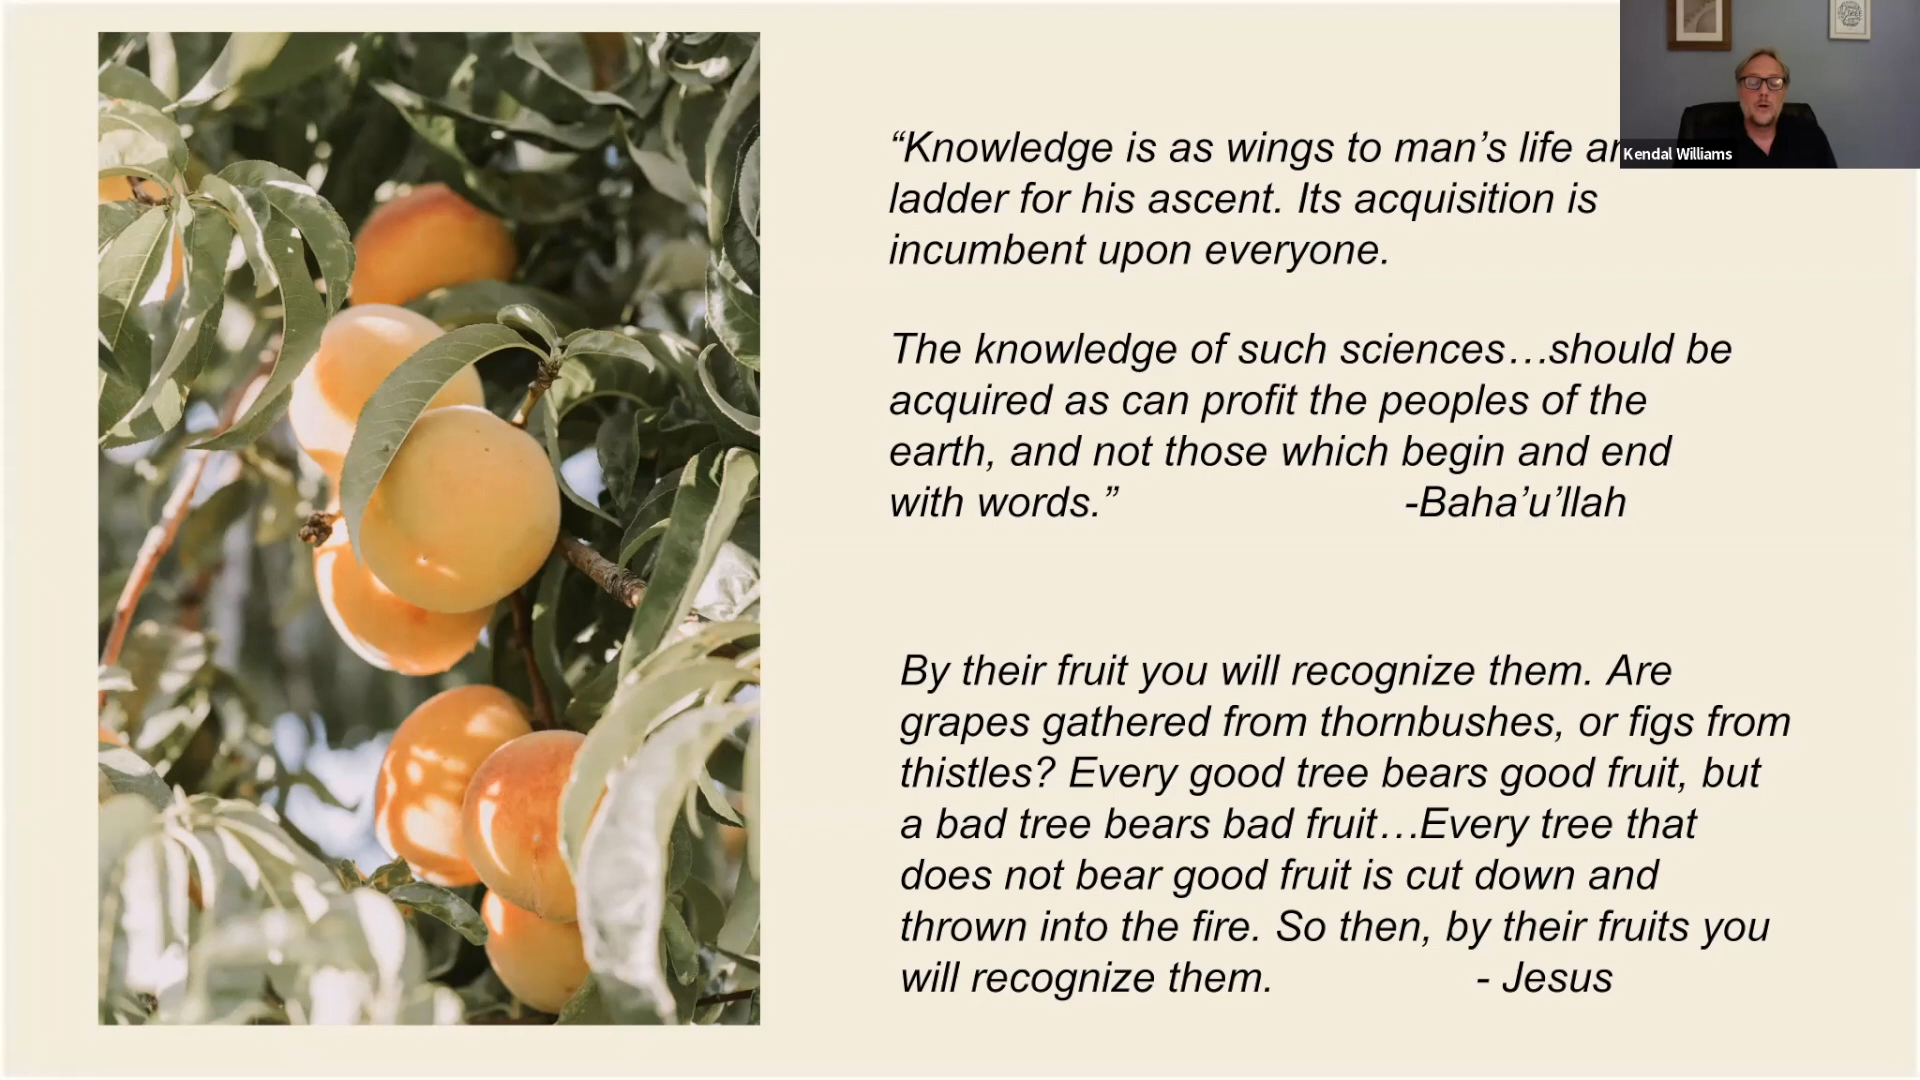 “Knowledge is as wings to man’s life
ladder for his ascent. Its acquisition is
incumbent upon everyone.
The knowledge of such sciences…should be
acquired as can profit the peoples of the
earth, and not those which begin and end
with words.” -Baha’u’llah
By their fruit you will recognize them. Are
grapes gathered from thornbushes, or figs from
thistles? Every good tree bears good fruit, but
a bad tree bears bad fruit…Every tree that
does not bear good fruit is cut down and
thrown into the fire. So then, by their fruits you
will recognize them. - Jesus
Kendal Williams